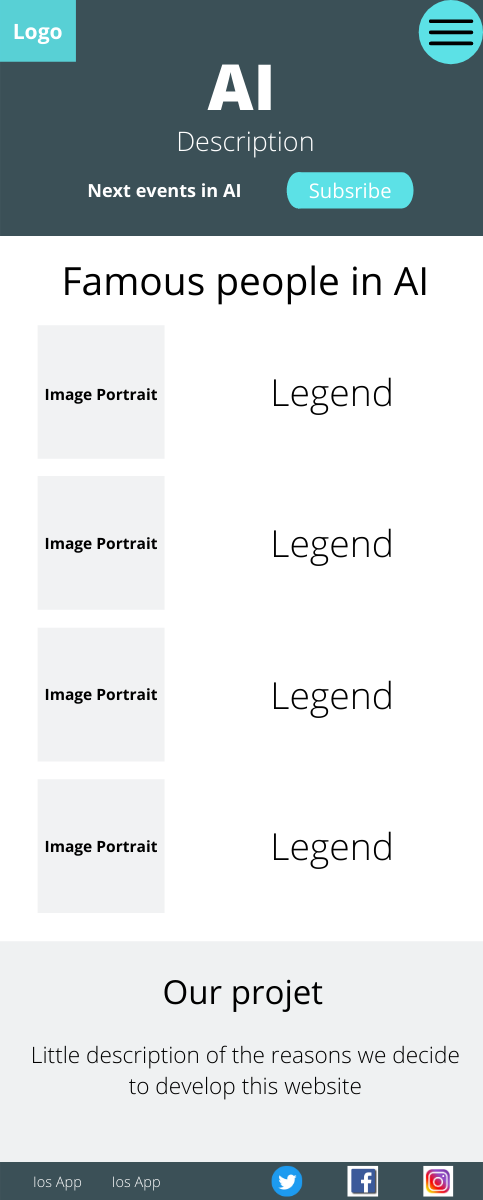 Logo
AI
Description
Next events in AI
Subsribe
Famous people in AI
Image Portrait
Legend
Image Portrait
Legend
Image Portrait
Legend
Image Portrait
Legend
Our projet
Little description of the reasons we decide
to develop this website
Ios App
Ios App